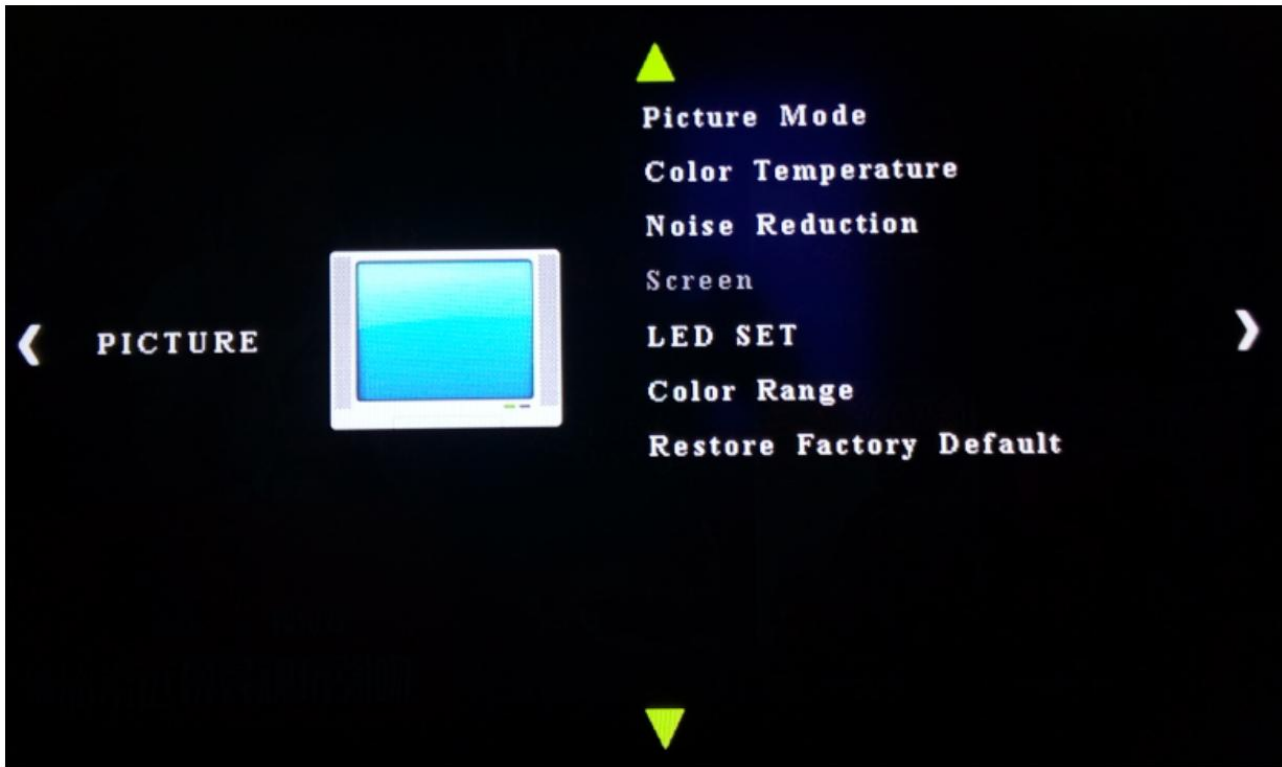 PICTURE
Picture Mode
Color Temperature
Noise Reduction
Screen
LED SET
Color Range
Restore Factory Default